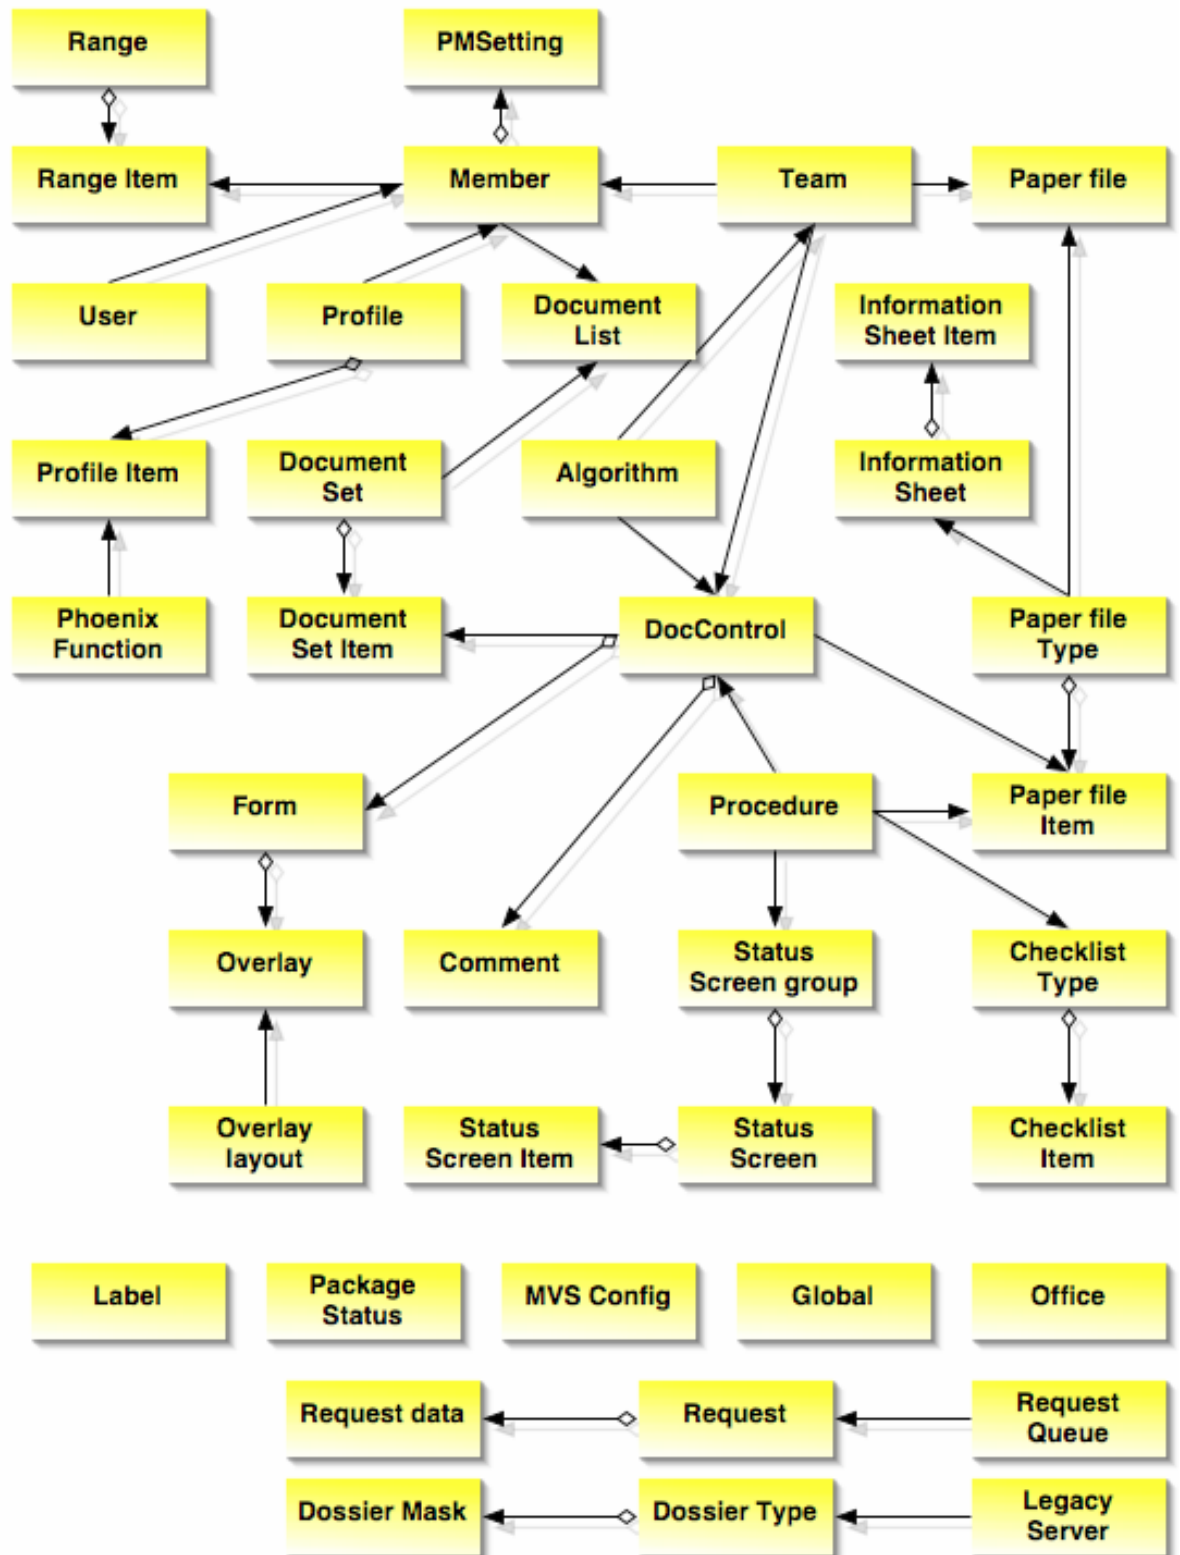 Range
PMSetting
Range Item
Member
Team
Paper file
User
Profile
Document
List
Information
Sheet Item
Profile Item
Document
Set
Algorithm
Information
Sheet
Phoenix
Function
Document
Set Item
DocControl
Paper file
Type
Form
Procedure
Paper file
Item
Overlay
Comment
Status
Screen group
Checklist
Type
Overlay
layout
Status
Screen Item
Status
Screen
Checklist
Item
Label
Package
Status
MVS Config
Global
Office
Request data
Request
Request
Queue
Dossier Mask
Dossier Type
Legacy
Server